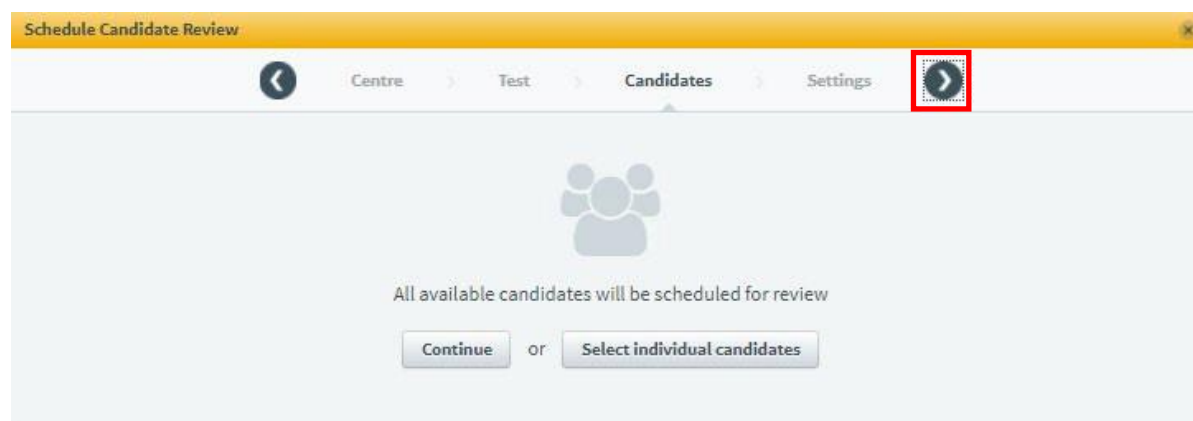 Schedule Candidate Review
Centre Test Candidates Settings
All available candidates will be scheduled for review
Continue or Select individual candidates